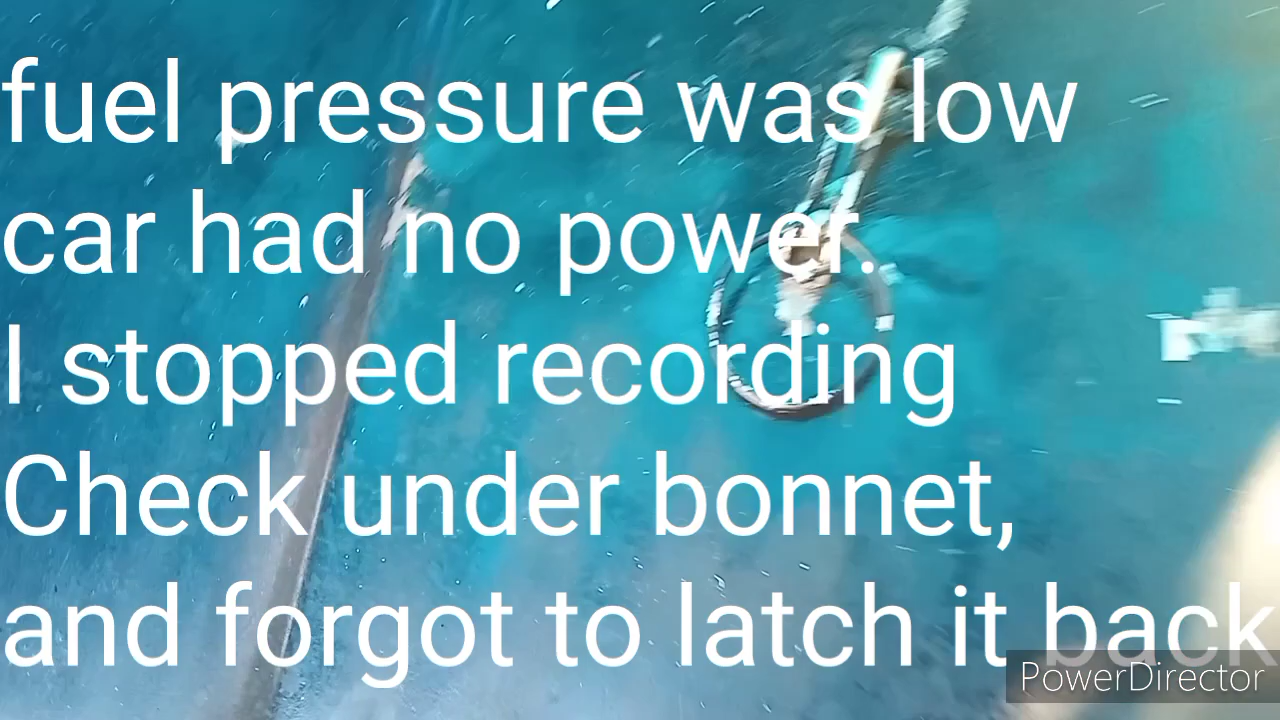 fuel pressure was low
car had no power.
I stopped recording
Check under bonnet,
and forgot to latch it back
PowerDirector